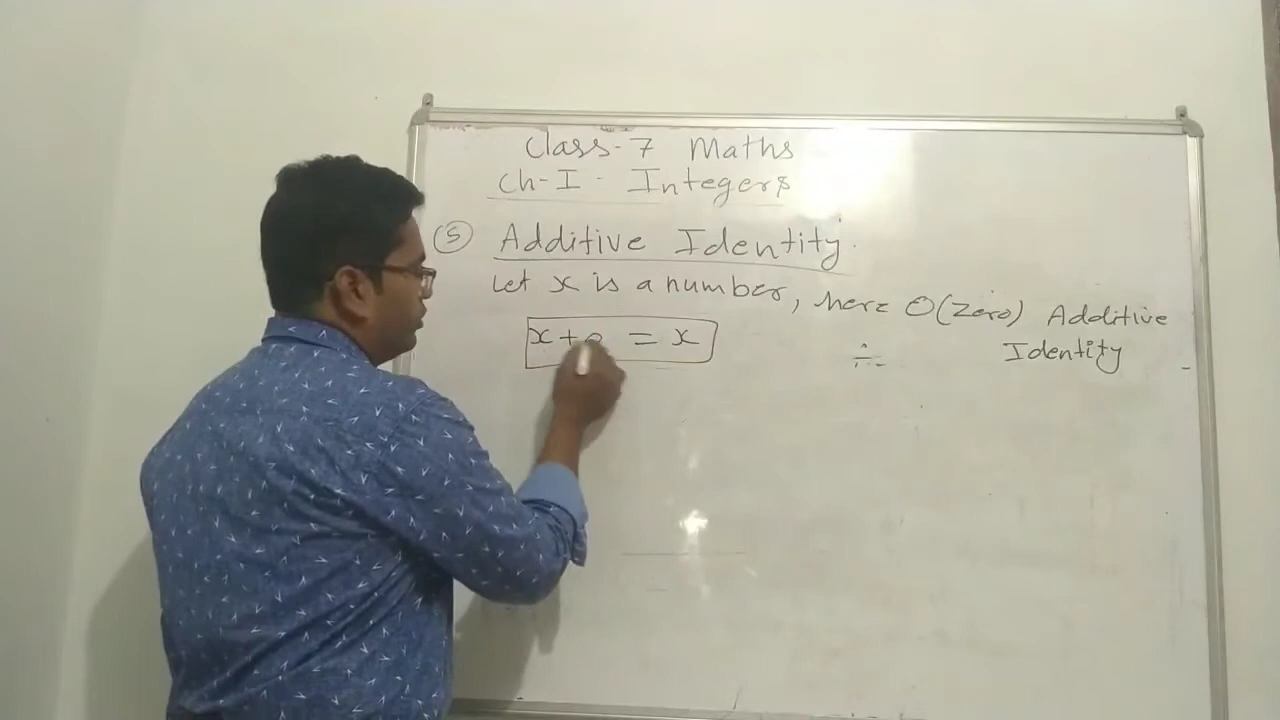 Class-7 Maths
Ch-I - Integers
(5) Additive Identity.
Let x is a number, here 0(Zero) Additive
Identity
x+0 = x